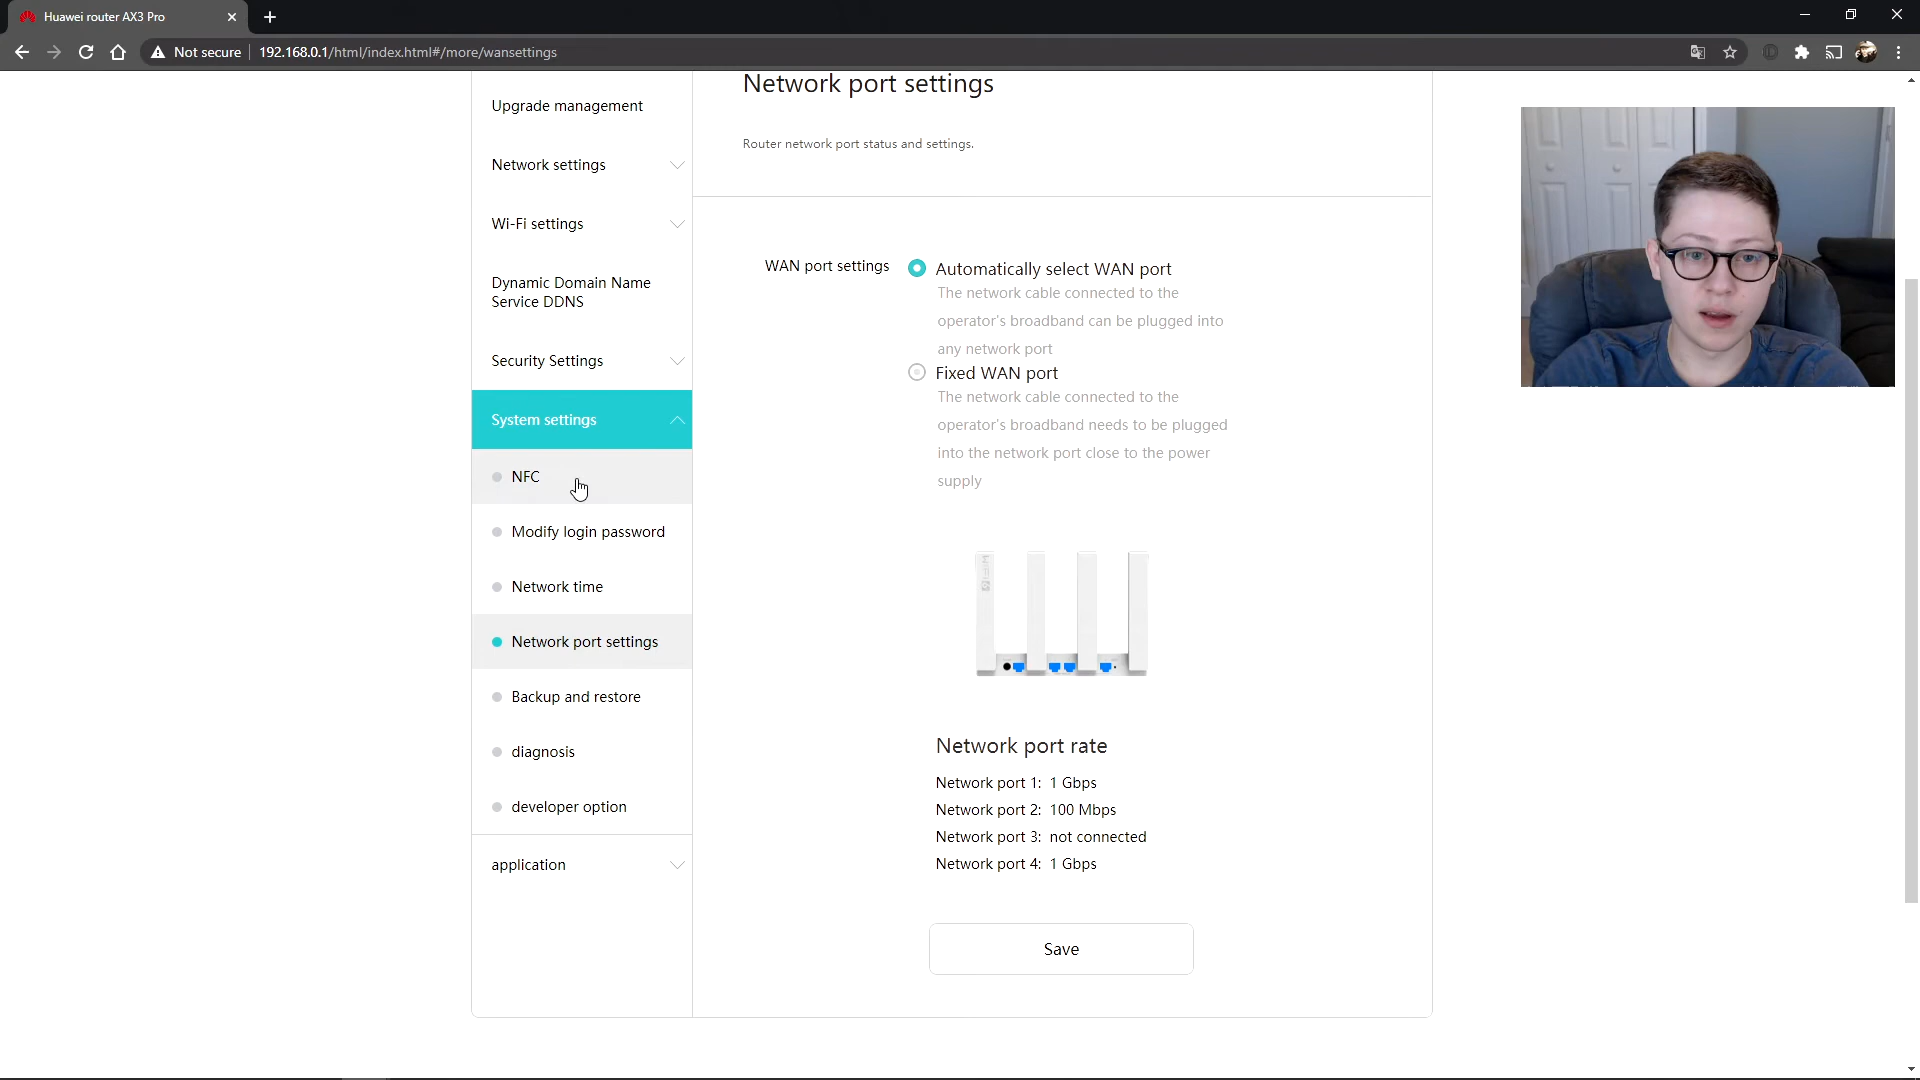 Huawei router AX3 Pro
Not secure
192.168.0.1/html/index.html#/more/wansettings
Upgrade management
Network settings
Wi-Fi settings
Dynamic Domain Name
Service DDNS
Security Settings
System settings
NFC
Modify login password
Network time
Network port settings
Backup and restore
diagnosis
developer option
application
Network port settings
Router network port status and settings.
WAN port settings
Automatically select WAN port
The network cable connected to the
operator's broadband can be plugged into
any network port
Fixed WAN port
The network cable connected to the
operator's broadband needs to be plugged
into the network port close to the power
supply
Network port rate
Network port 1: 1 Gbps
Network port 2: 100 Mbps
Network port 3: not connected
Network port 4: 1 Gbps
Save